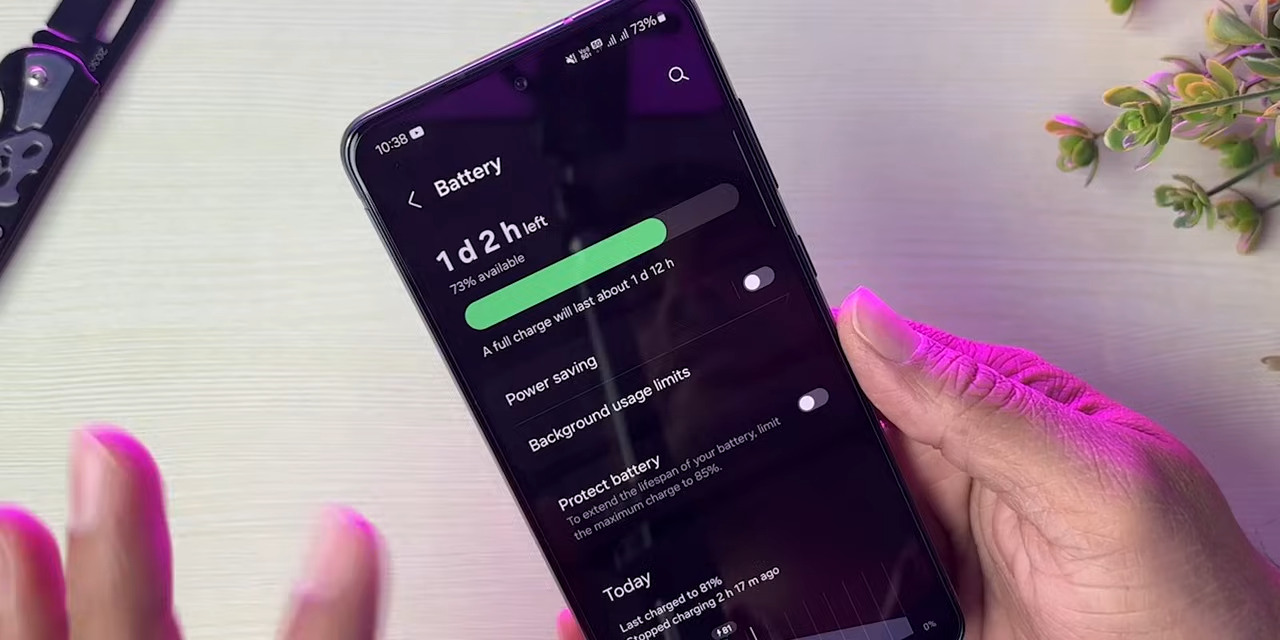 73%
10:38
Battery
1 d 2 h left
73% available
A full charge will last about 1 d 12 h
Power saving
Background usage limits
Protect battery
To extend the lifespan of your battery, limit
the maximum charge to 85%.
Today
Last charged to 81%
Stopped charging 2 h 17 m ago
81
0%